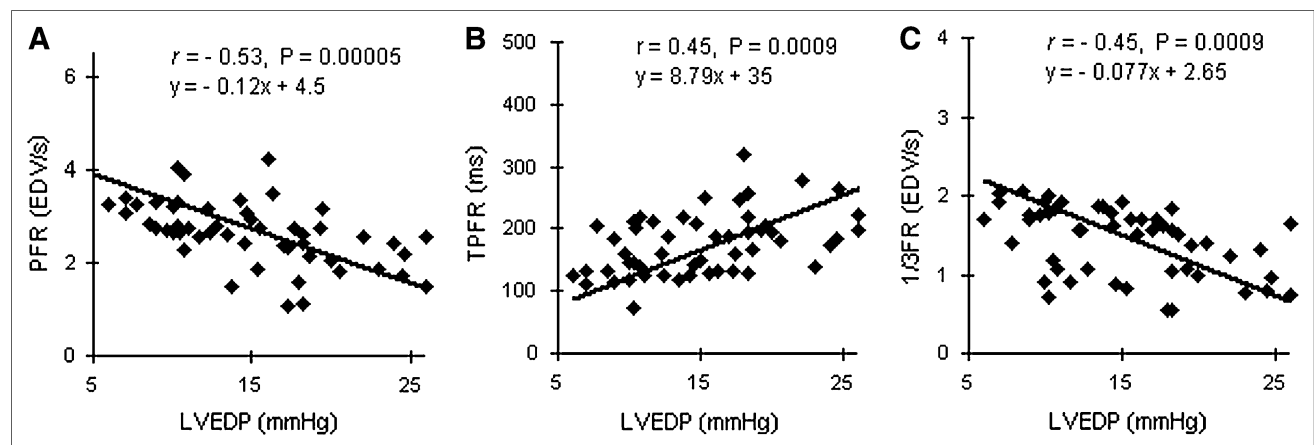 A
r = - 0.53, P = 0.00005
y = - 0.12x + 4.5
PFR (EDV/s)
6
4
2
0
5
15
25
LVEDP (mmHg)
B
r = 0.45, P = 0.0009
y = 8.79x + 35
TPFR (ms)
500
400
300
200
100
0
5
15
25
LVEDP (mmHg)
C
r = - 0.45, P = 0.0009
y = - 0.077x + 2.65
1/3FR (EDV/s)
4
3
2
1
0
5
15
25
LVEDP (mmHg)